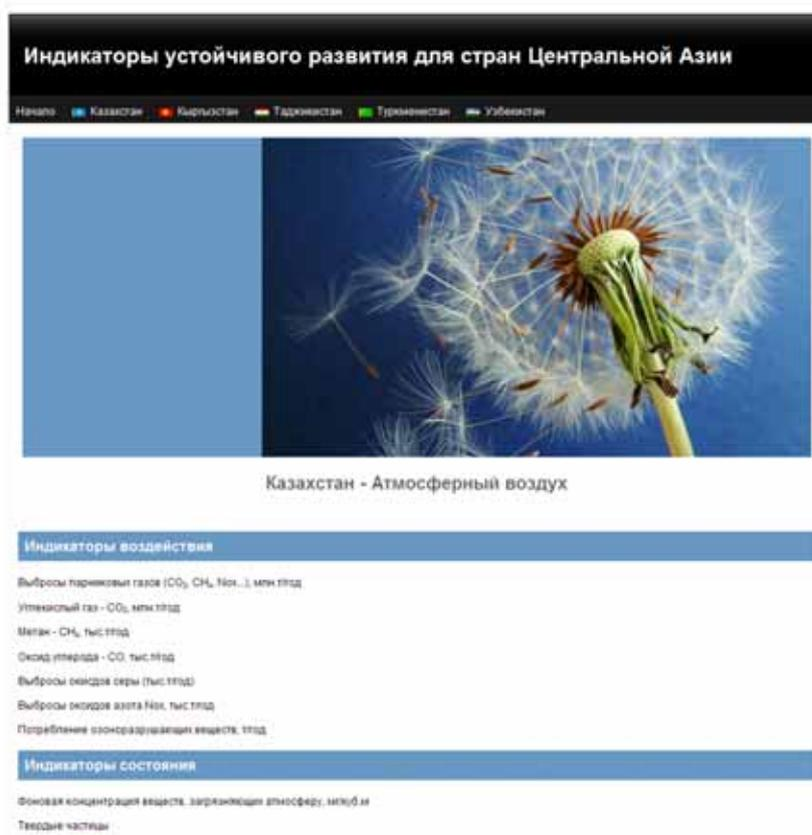 Индикаторы устойчивого развития для стран Центральной Азии
Начало Казахстан Кыргызстан Таджикистан Туркменистан Узбекистан
Казахстан - Атмосферный воздух
Индикаторы воздействия
Выбросы парниковых газов (CO₂, CH₄, Nox...), млн.т/год
Углекислый газ - CO₂, млн.т/год
Метан - CH₄, тыс.т/год
Оксид углерода - CO, тыс.т/год
Выбросы окисдов серы (тыс.т/год)
Выбросы оксидов азота Nox, тыс.т/год
Потребление озоноразрушающих веществ, т/год
Индикаторы состояния
Фоновая концентрация веществ, загрязняющих атмосферу, мг/куб.м
Твердые частицы